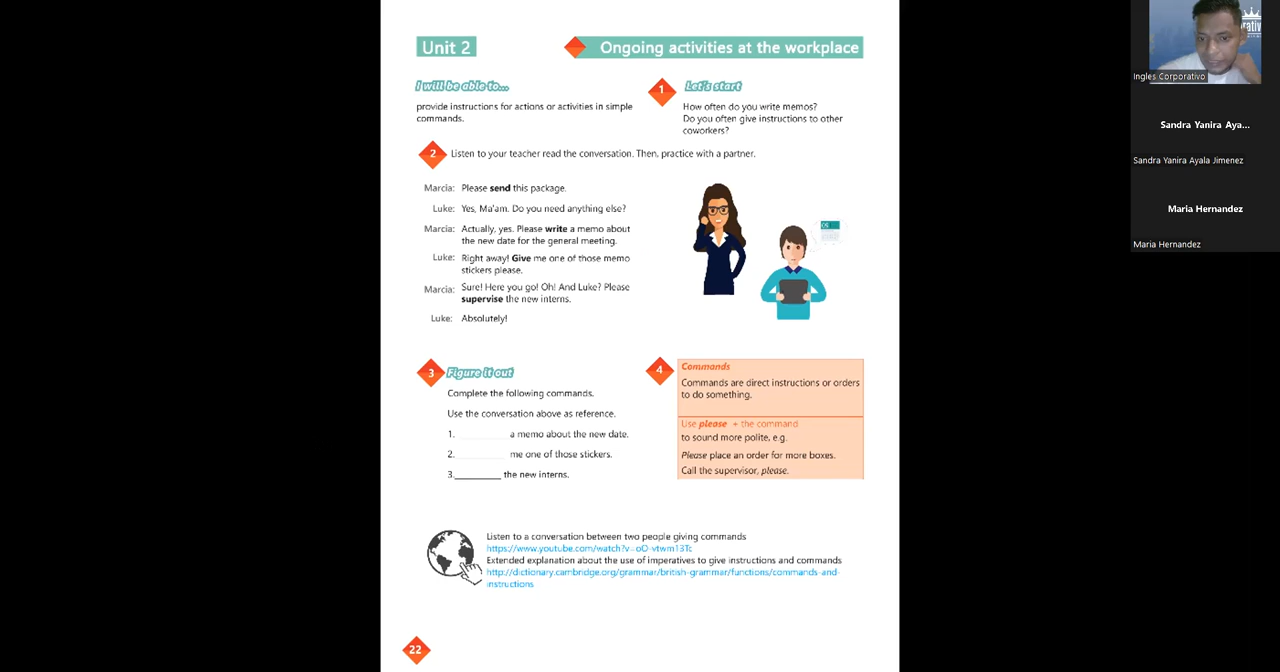 Unit 2
Ongoing activities at the workplace
I will be able to...
provide instructions for actions or activities in simple
commands.
1
Let's start
How often do you write memos?
Do you often give instructions to other
coworkers?
2
Listen to your teacher read the conversation. Then, practice with a partner.
Marcia: Please send this package.
Luke: Yes, Ma'am. Do you need anything else?
Marcia: Actually, yes. Please write a memo about
the new date for the general meeting.
Luke: Right away! Give me one of those memo
stickers please.
Marcia: Sure! Here you go! Oh! And Luke? Please
supervise the new interns.
Luke: Absolutely!
3
Figure it out
Complete the following commands.
Use the conversation above as reference.
1. ________ a memo about the new date.
2. ________ me one of those stickers.
3.________ the new interns.
4
Commands
Commands are direct instructions or orders
to do something.
Use please + the command
to sound more polite, e.g.
Please place an order for more boxes.
Call the supervisor, please.
Listen to a conversation between two people giving commands
https://www.youtube.com/watch?v=oO-vtwm13Tc
Extended explanation about the use of imperatives to give instructions and commands
http://dictionary.cambridge.org/grammar/british-grammar/functions/commands-and-
instructions
22
Ingles Corporativo
Sandra Yanira Aya...
Sandra Yanira Ayala Jimenez
Maria Hernandez
Maria Hernandez